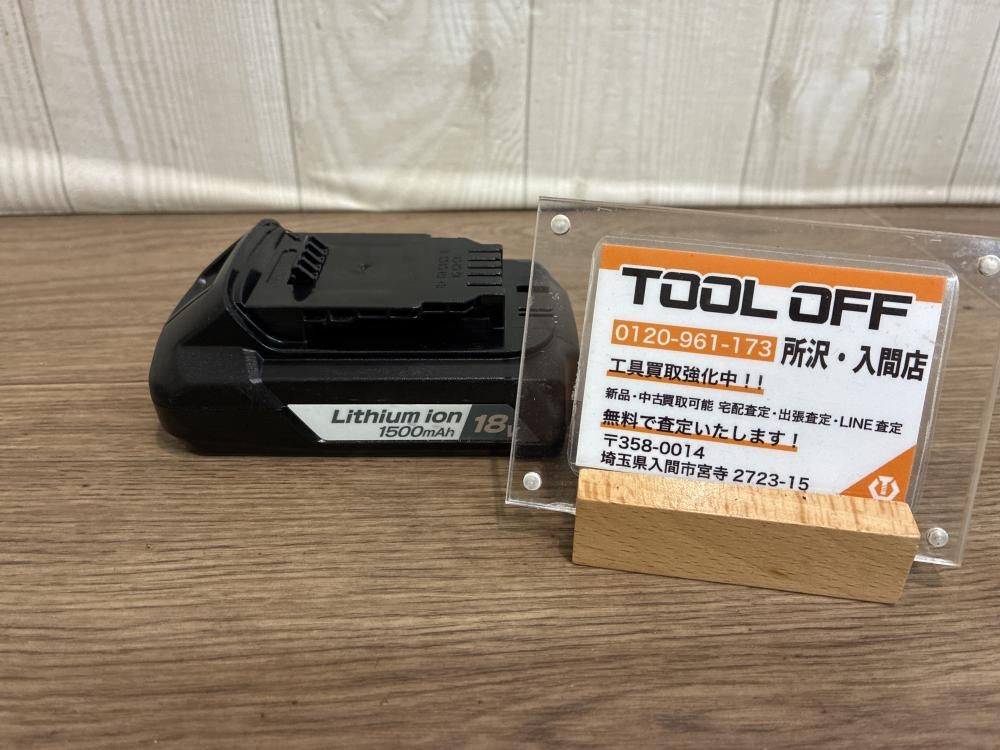 Lithium ion
1500mAh
18V
TOOL OFF
0120-961-173 所沢・入間店
工具買取強化中！！
新品・中古買取可能 宅配査定・出張査定・LINE査定
無料で査定いたします！
〒358-0014
埼玉県入間市宮寺 2723-15